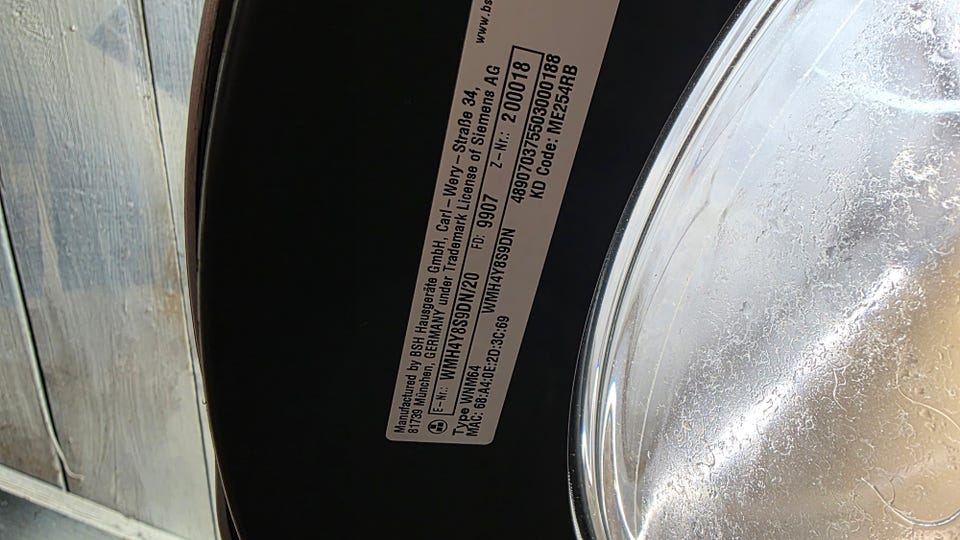 www.bs
Manufactured by BSH Hausgeräte GmbH, Carl-Wery-Straße 34,
81739 München, GERMANY under Trademark License of Siemens AG
E-Nr.: WMH4Y8S9DN/20 FD: 9907 Z-Nr.: 200018
Type WNM64 WMH4Y8S9DN 489070375503000188
MAC: 68:A4:0E:2D:3C:69 KD Code: ME254RB